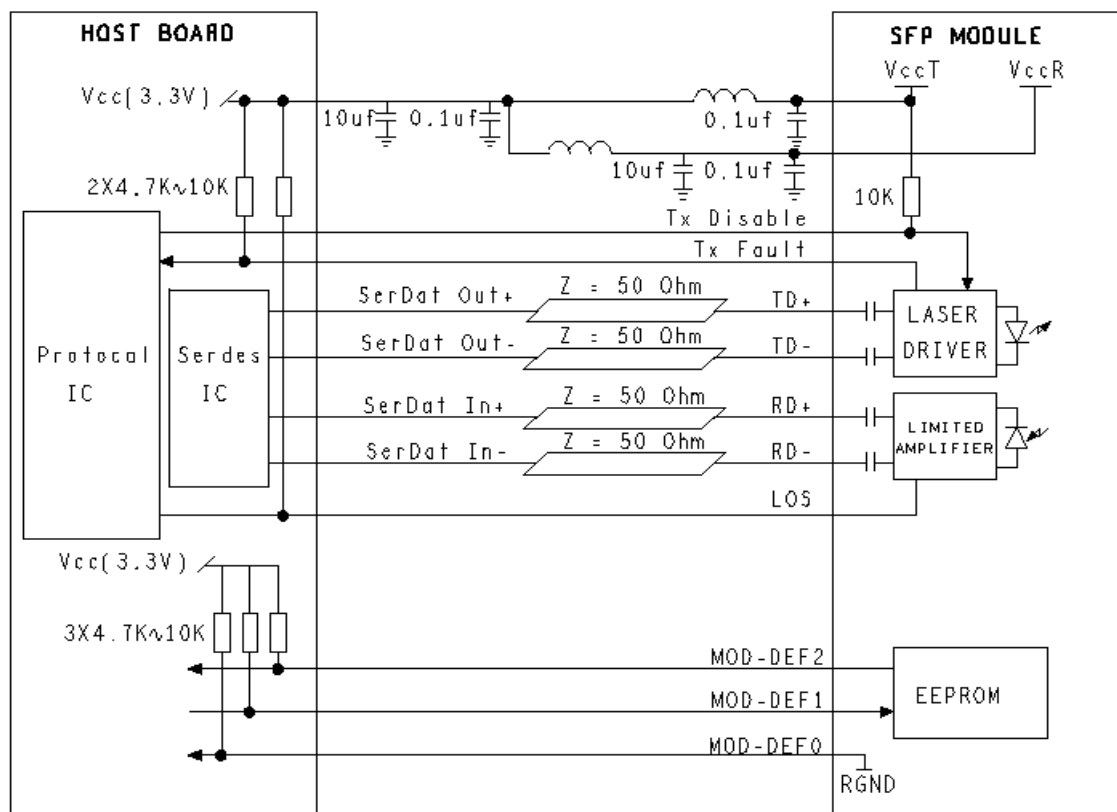 HOST BOARD
SFP MODULE
VccT
VccR
Vcc(3.3V)
10uf
0.1uf
0.1uf
10uf
0.1uf
2X4.7K~10K
10K
Tx Disable
Tx Fault
SerDat Out+
Z = 50 Ohm
TD+
SerDat Out-
Z = 50 Ohm
TD-
LASER
DRIVER
Protocal
IC
Serdes
IC
SerDat In+
Z = 50 Ohm
RD+
SerDat In-
Z = 50 Ohm
RD-
LIMITED
AMPLIFIER
LOS
Vcc(3.3V)
3X4.7K~10K
MOD-DEF2
MOD-DEF1
MOD-DEF0
EEPROM
RGND